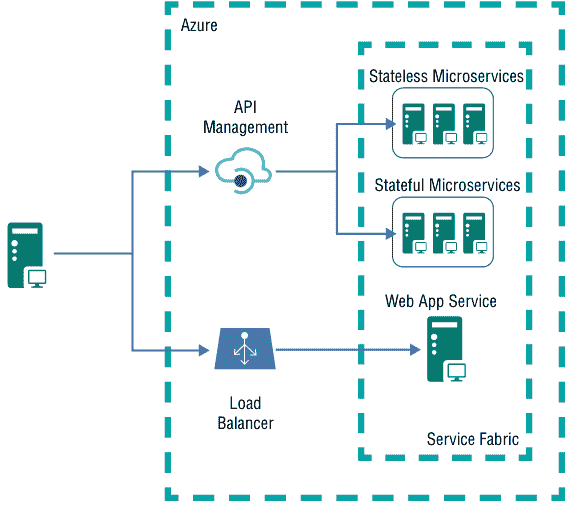 Azure
Stateless Microservices
API
Management
Stateful Microservices
Web App Service
Load
Balancer
Service Fabric